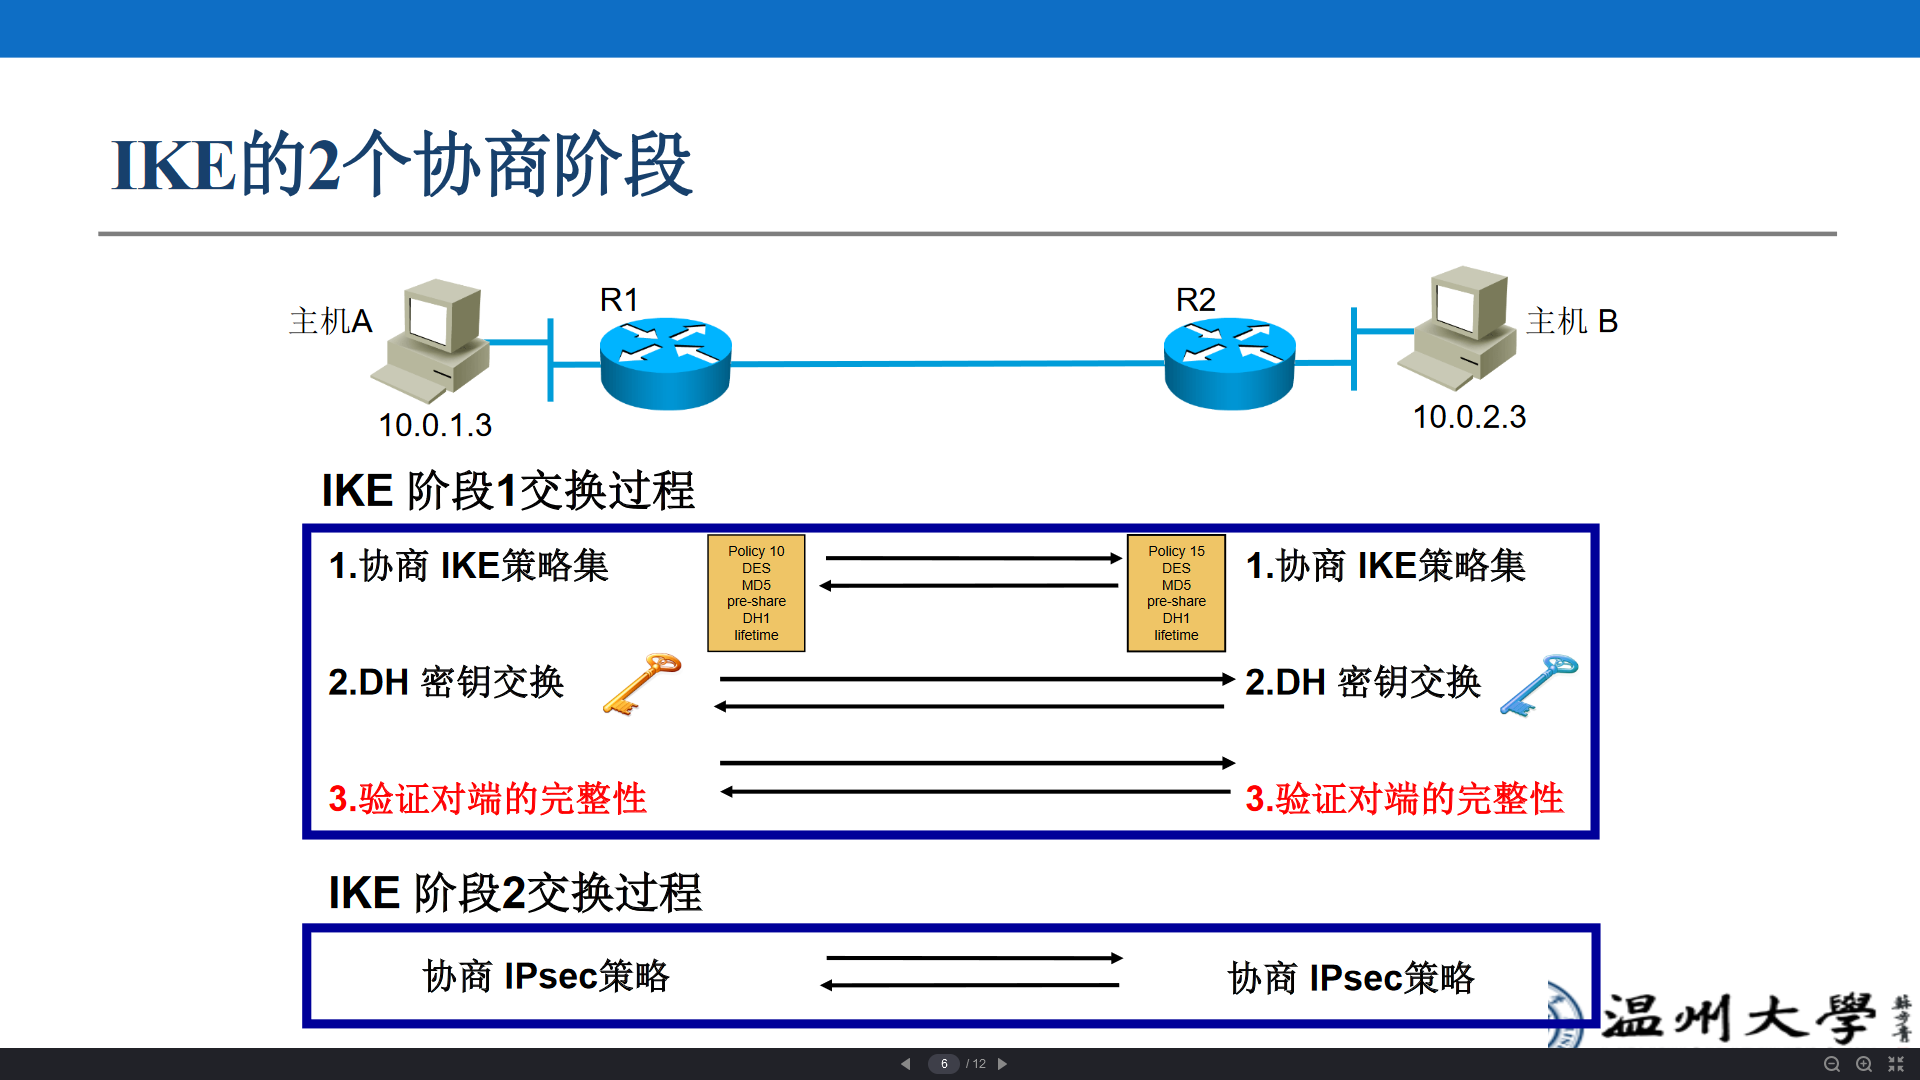 IKE的2个协商阶段
主机A
R1
R2
主机 B
10.0.1.3
10.0.2.3
IKE 阶段1交换过程
1.协商 IKE策略集
Policy 10
DES
MD5
pre-share
DH1
lifetime
Policy 15
DES
MD5
pre-share
DH1
lifetime
1.协商 IKE策略集
2.DH 密钥交换
2.DH 密钥交换
3.验证对端的完整性
3.验证对端的完整性
IKE 阶段2交换过程
协商 IPsec策略
协商 IPsec策略
温州大學
蘇步青
6 / 12